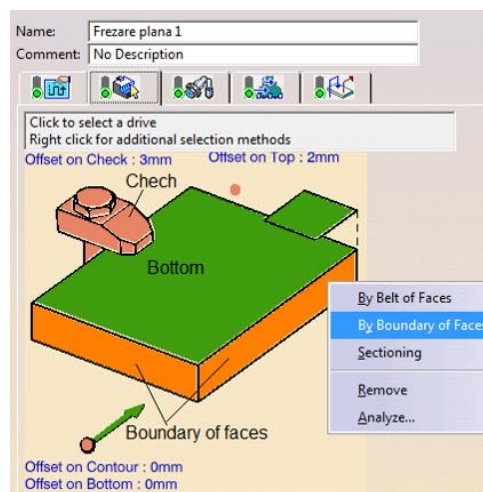 Name: Frezare plana 1
Comment: No Description
Click to select a drive
Right click for additional selection methods
Offset on Check : 3mm Offset on Top : 2mm
Chech
Bottom
By Belt of Faces
By Boundary of Faces
Sectioning
Remove
Analyze...
Boundary of faces
Offset on Contour : 0mm
Offset on Bottom : 0mm